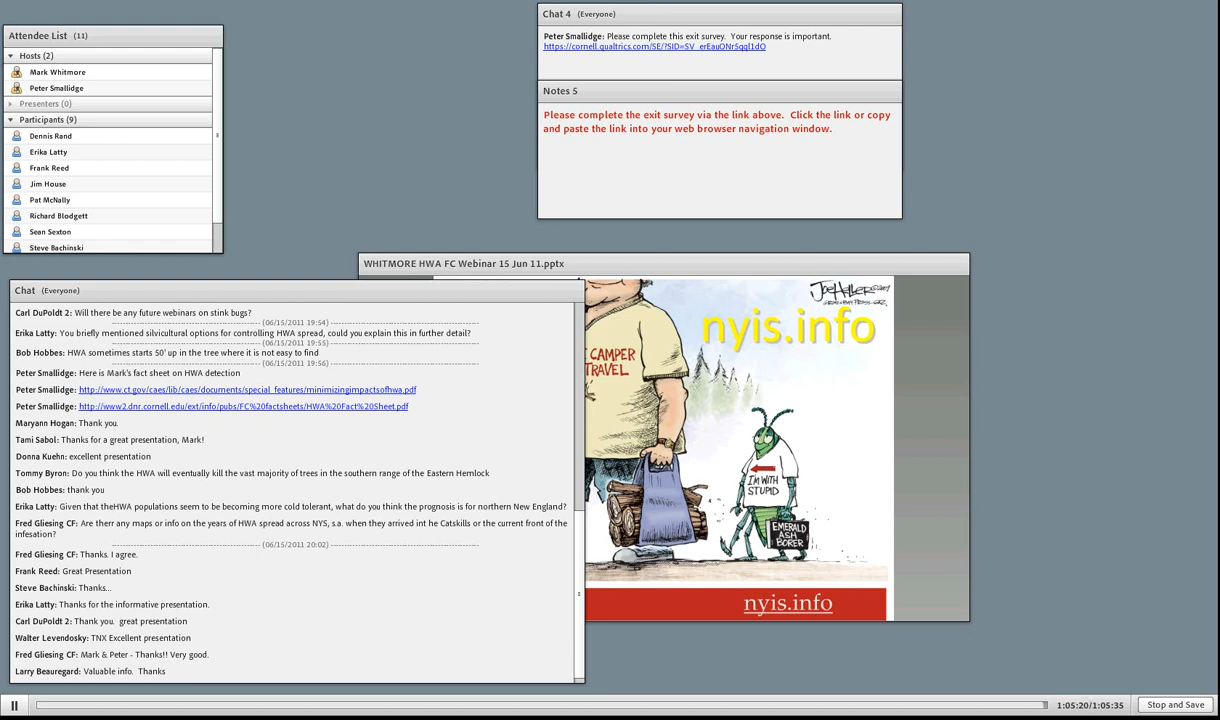 Attendee List (11)
Hosts (2)
Mark Whitmore
Peter Smallidge
Presenters (0)
Participants (9)
Dennis Rand
Erika Latty
Frank Reed
Jim House
Pat McNally
Richard Blodgett
Sean Sexton
Steve Bachinski
Chat 4 (Everyone)
Peter Smallidge: Please complete this exit survey. Your response is important.
https://cornell.qualtrics.com/SE/?SID=SV_erEauONr5qql1dO
Notes 5
Please complete the exit survey via the link above. Click the link or copy
and paste the link into your web browser navigation window.
WHITMORE HWA FC Webinar 15 Jun 11.pptx
nyis.info
CAMPER
TRAVEL
I'M WITH
STUPID
EMERALD
ASH
BORER
nyis.info
Chat (Everyone)
Carl DuPoldt 2: Will there be any future webinars on stink bugs?
(06/15/2011 19:54)
Erika Latty: You briefly mentioned silvicultural options for controlling HWA spread, could you explain this in further detail?
(06/15/2011 19:55)
Bob Hobbes: HWA sometimes starts 50' up in the tree where it is not easy to find
(06/15/2011 19:56)
Peter Smallidge: Here is Mark's fact sheet on HWA detection
Peter Smallidge: http://www.ct.gov/caes/lib/caes/documents/special_features/minimizingimpactsofhwa.pdf
Peter Smallidge: http://www2.dnr.cornell.edu/ext/info/pubs/FC%20factsheets/HWA%20Fact%20Sheet.pdf
Maryann Hogan: Thank you.
Tami Sabol: Thanks for a great presentation, Mark!
Donna Kuehn: excellent presentation
Tommy Byron: Do you think the HWA will eventually kill the vast majority of trees in the southern range of the Eastern Hemlock
Bob Hobbes: thank you
Erika Latty: Given that theHWA populations seem to be becoming more cold tolerant, what do you think the prognosis is for northern New England?
Fred Gliesing CF: Are therr any maps or info on the years of HWA spread across NYS, s.a. when they arrived int he Catskills or the current front of the
infesation?
(06/15/2011 20:02)
Fred Gliesing CF: Thanks. I agree.
Frank Reed: Great Presentation
Steve Bachinski: Thanks...
Erika Latty: Thanks for the informative presentation.
Carl DuPoldt 2: Thank you. great presentation
Walter Levendosky: TNX Excellent presentation
Fred Gliesing CF: Mark & Peter - Thanks!! Very good.
Larry Beauregard: Valuable info. Thanks
1:05:20/1:05:35
Stop and Save